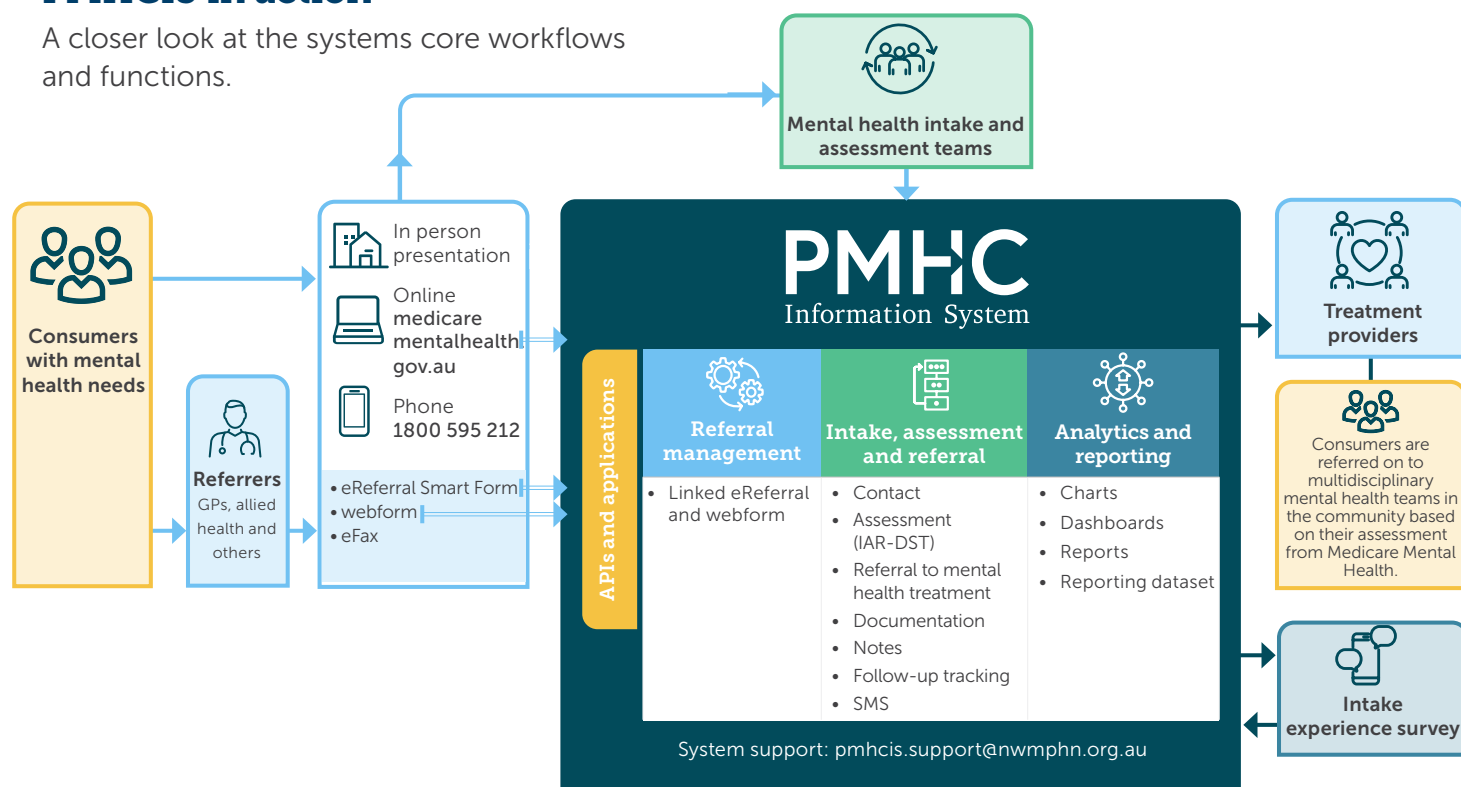 PMHCIS in action
A closer look at the systems core workflows
and functions.
Mental health intake and
assessment teams
Consumers
with mental
health needs
Referrers
GPs, allied
health and
others
In person
presentation
Online
medicare
mentalhealth
gov.au
Phone
1800 595 212
• eReferral Smart Form
• webform
• eFax
PMHC
Information System
APIs and applications
Referral
management
• Linked eReferral
and webform
Intake, assessment
and referral
• Contact
• Assessment
(IAR-DST)
• Referral to mental
health treatment
• Documentation
• Notes
• Follow-up tracking
• SMS
Analytics and
reporting
• Charts
• Dashboards
• Reports
• Reporting dataset
System support: pmhcis.support@nwmphn.org.au
Treatment
providers
Consumers are
referred on to
multidisciplinary
mental health teams in
the community based
on their assessment
from Medicare Mental
Health.
Intake
experience survey